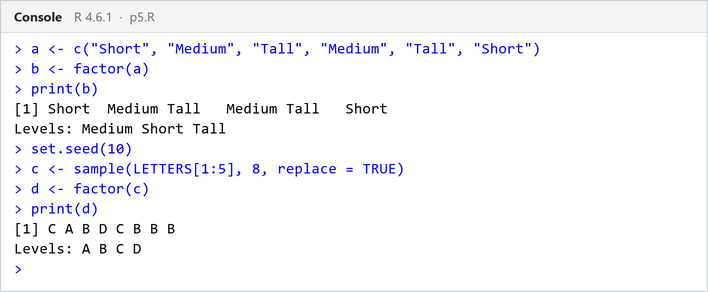 Console R 4.6.1 · p5.R
> a <- c("Short", "Medium", "Tall", "Medium", "Tall", "Short")
> b <- factor(a)
> print(b)
[1] Short  Medium Tall   Medium Tall   Short
Levels: Medium Short Tall
> set.seed(10)
> c <- sample(LETTERS[1:5], 8, replace = TRUE)
> d <- factor(c)
> print(d)
[1] C A B D C B B B
Levels: A B C D
>